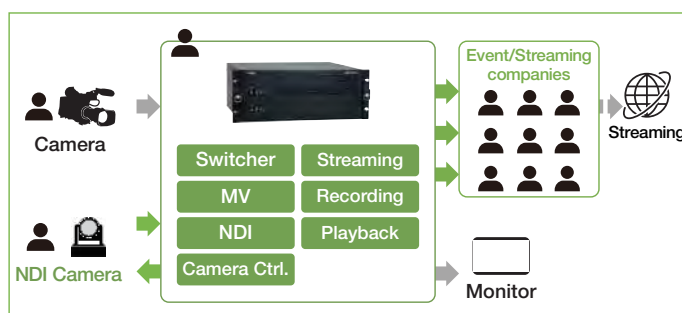 Event/Streaming
companies
Camera
Streaming
Switcher
Streaming
MV
Recording
NDI
Playback
Camera Ctrl.
NDI Camera
Monitor